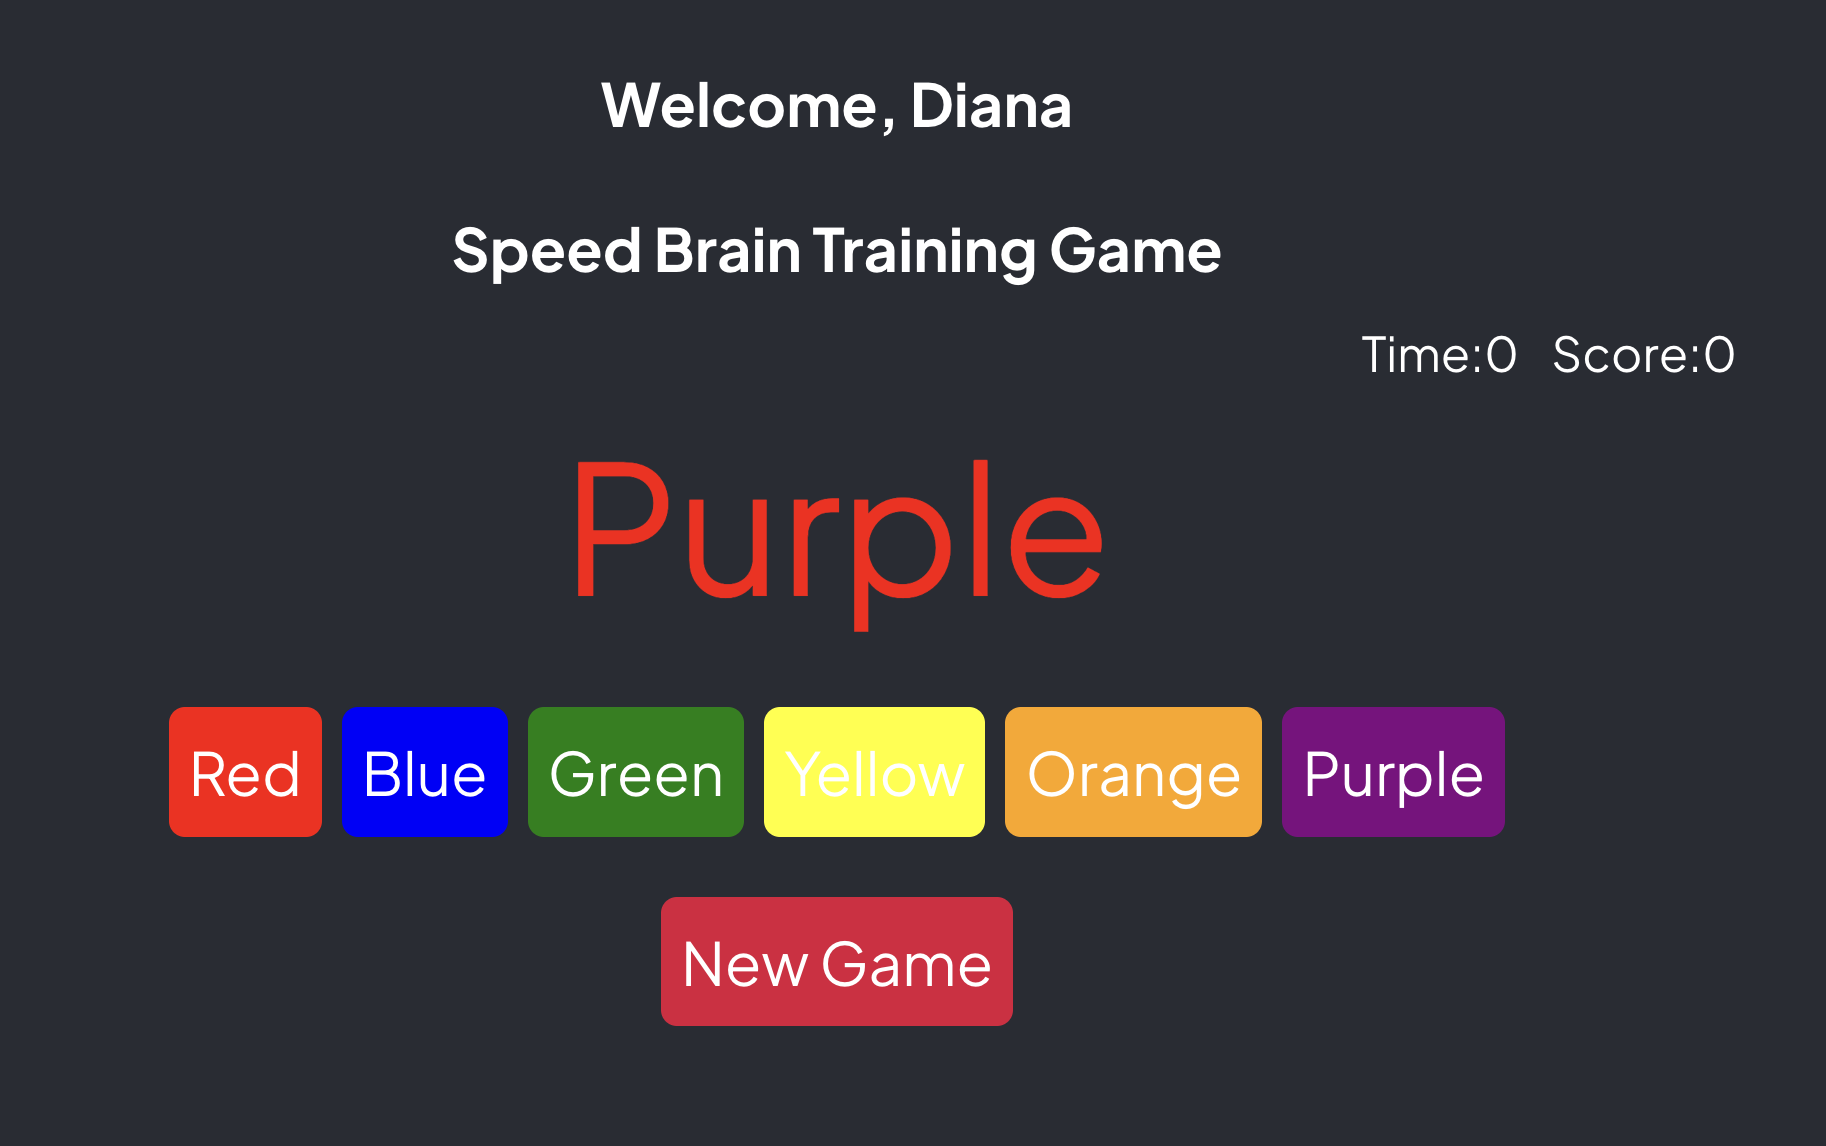 Welcome, Diana
Speed Brain Training Game
Time:0 Score:0
Purple
Red Blue Green Yellow Orange Purple
New Game